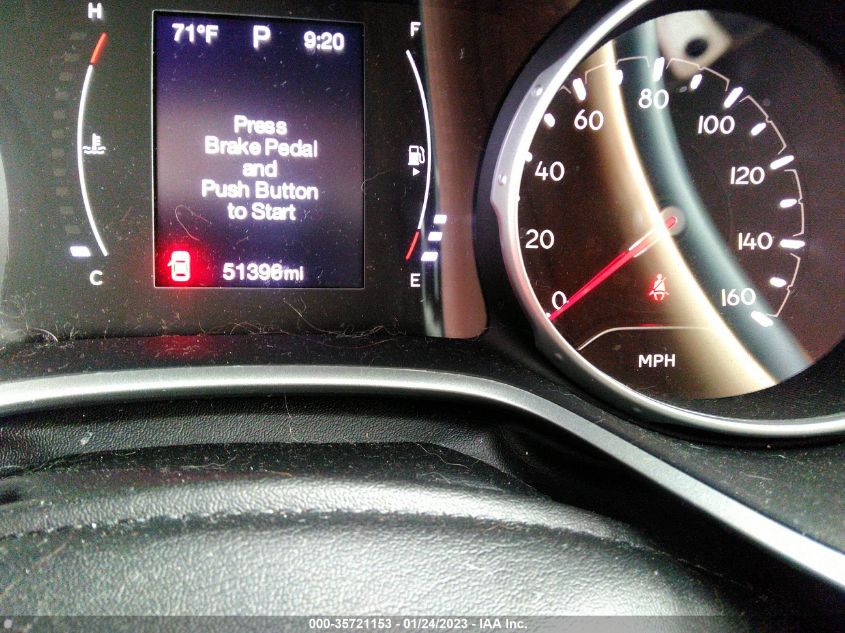 H
71°F P 9:20
F
Press
Brake Pedal
and
Push Button
to Start
51396mi
C
E
0
20
40
60
80
100
120
140
160
MPH
000-35721153 - 01/24/2023 - IAA Inc.